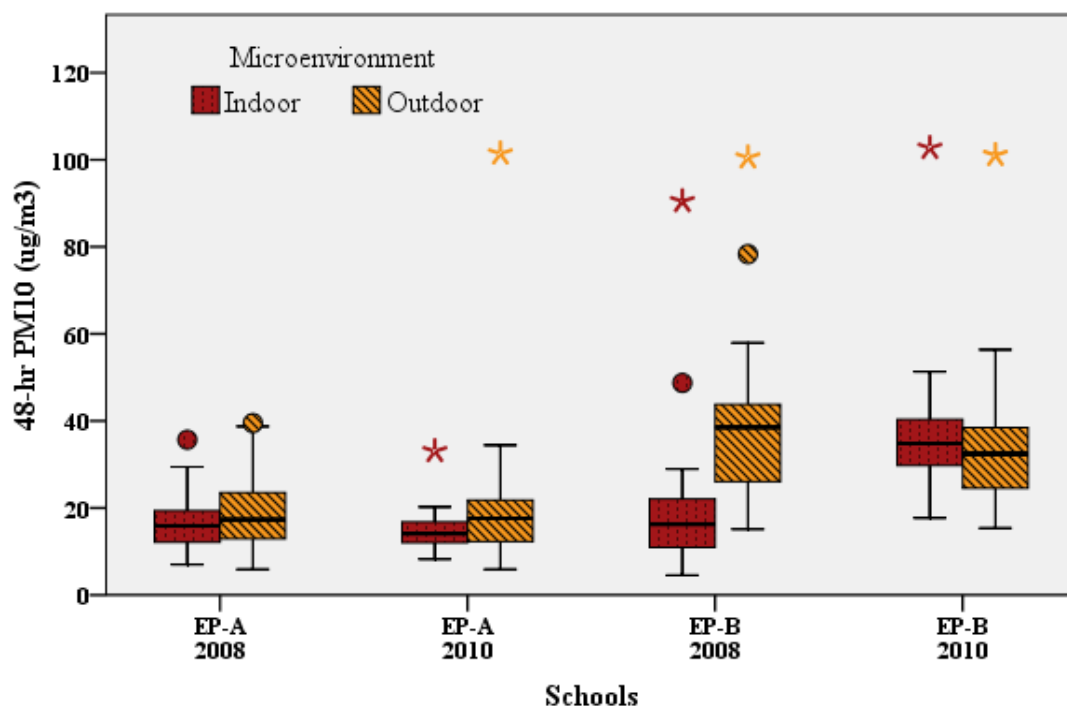 Microenvironment
Indoor Outdoor
48-hr PM10 (ug/m3)
120
100
80
60
40
20
0
EP-A EP-A EP-B EP-B
2008 2010 2008 2010
Schools